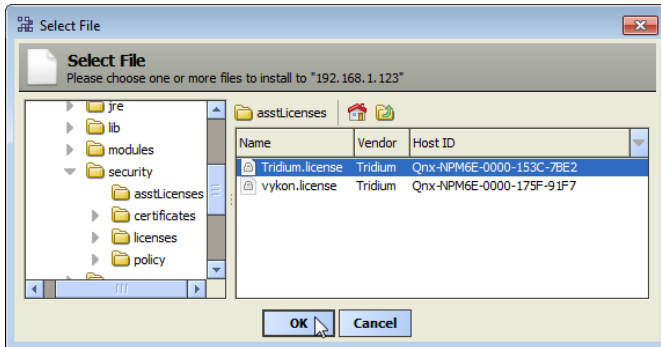 Select File
Select File
Please choose one or more files to install to "192.168.1.123"
jre
lib
modules
security
asstLicenses
certificates
licenses
policy
asstLicenses
Name Vendor Host ID
Tridium.license Tridium Qnx-NPM6E-0000-153C-7BE2
vykon.license Tridium Qnx-NPM6E-0000-175F-91F7
OK Cancel